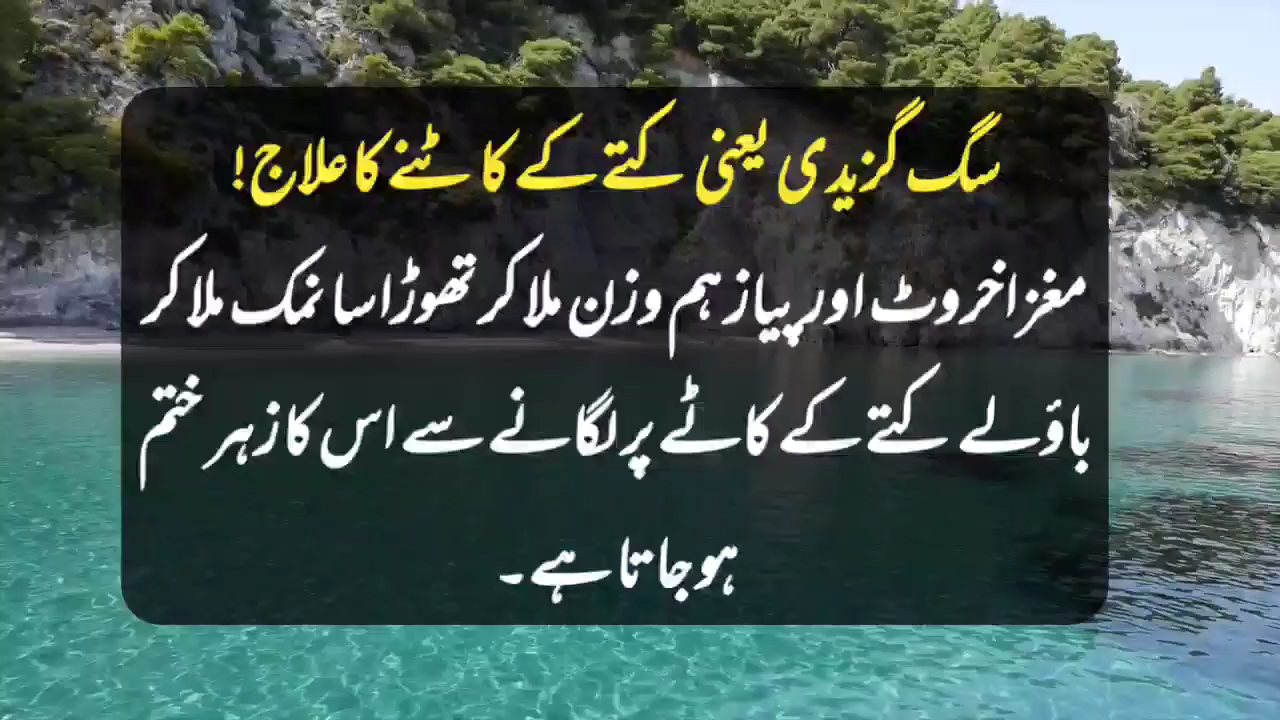 سگ گزیدی یعنی کتے کے کاٹنے کا علاج!
مغز اخروٹ اور پیاز ہم وزن ملا کر تھوڑا سا نمک ملا کر
باؤلے کتے کے کاٹے پر لگانے سے اس کا زہر ختم
ہو جاتا ہے۔